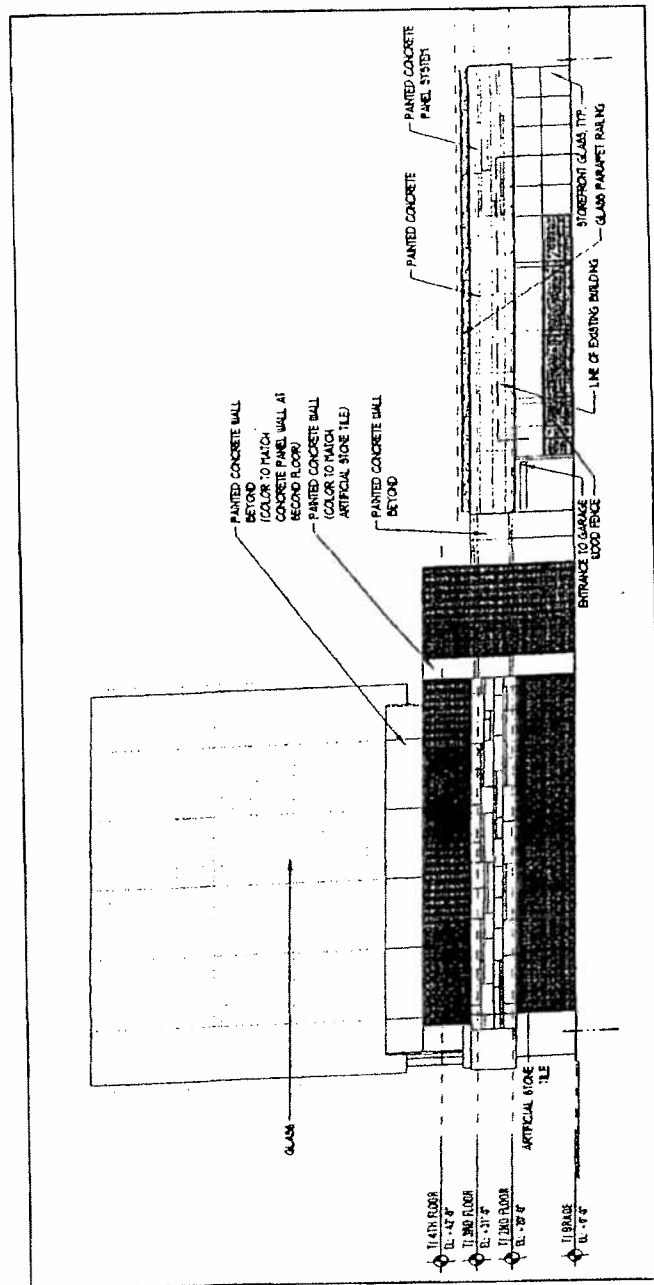 GLASS
PAINTED CONCRETE WALL
BEYOND
(COLOR TO MATCH
CONCRETE PANEL WALL AT
SECOND FLOOR)
PAINTED CONCRETE WALL
(COLOR TO MATCH
ARTIFICIAL STONE TILE)
PAINTED CONCRETE WALL
BEYOND
PAINTED CONCRETE
PAINTED CONCRETE
PANEL SYSTEM
T/ 4TH FLOOR
T/ 3RD FLOOR
T/ 2ND FLOOR
T/ GRADE
ARTIFICIAL STONE
TILE
ENTRANCE TO GARAGE
WOOD FENCE
LINE OF EXISTING BUILDING
STOREFRONT GLASS, TYP.
GLASS PARAPET RAILING